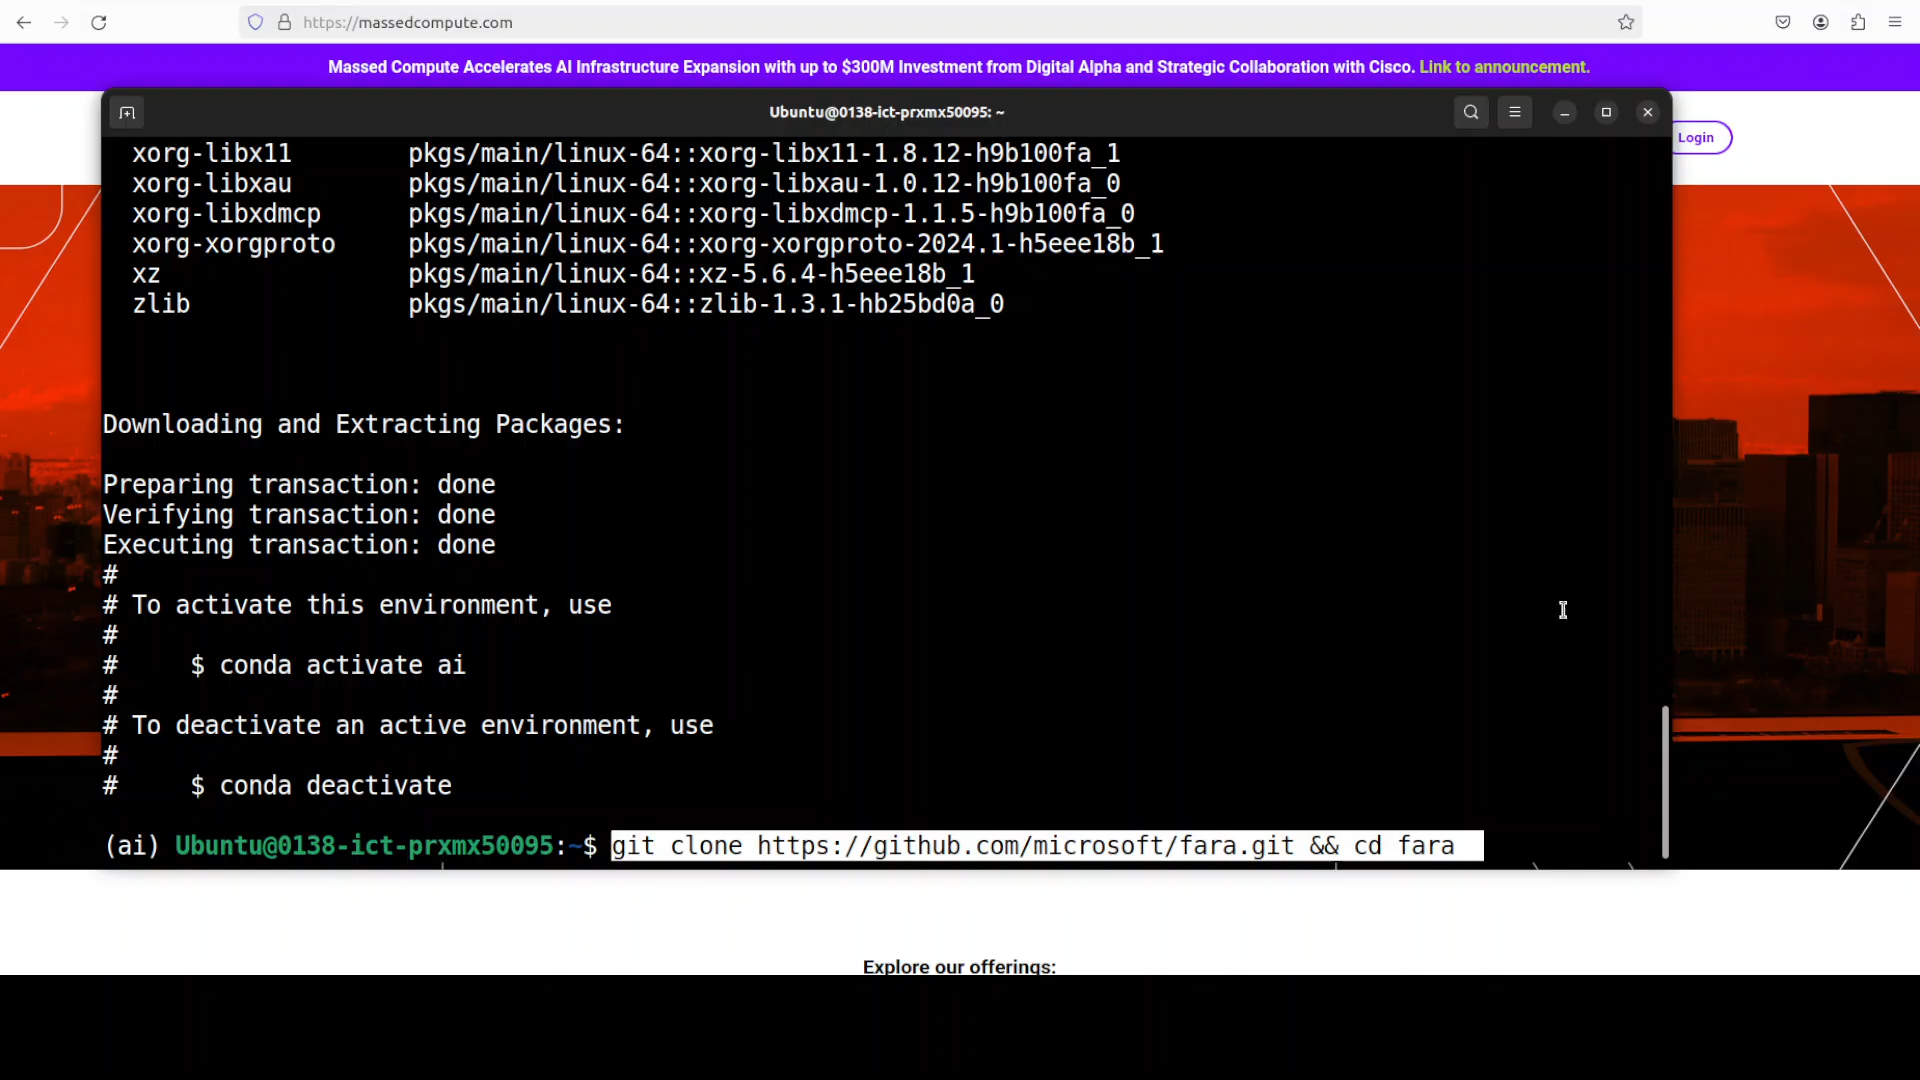 https://massedcompute.com
Massed Compute Accelerates AI Infrastructure Expansion with up to $300M Investment from Digital Alpha and Strategic Collaboration with Cisco. Link to announcement.
Ubuntu@0138-ict-prxmx50095: ~
Login
xorg-libx11 pkgs/main/linux-64::xorg-libx11-1.8.12-h9b100fa_1
xorg-libxau pkgs/main/linux-64::xorg-libxau-1.0.12-h9b100fa_0
xorg-libxdmcp pkgs/main/linux-64::xorg-libxdmcp-1.1.5-h9b100fa_0
xorg-xorgproto pkgs/main/linux-64::xorg-xorgproto-2024.1-h5eee18b_1
xz pkgs/main/linux-64::xz-5.6.4-h5eee18b_1
zlib pkgs/main/linux-64::zlib-1.3.1-hb25bd0a_0
Downloading and Extracting Packages:
Preparing transaction: done
Verifying transaction: done
Executing transaction: done
#
# To activate this environment, use
#
# $ conda activate ai
#
# To deactivate an active environment, use
#
# $ conda deactivate
(ai) Ubuntu@0138-ict-prxmx50095:~$ git clone https://github.com/microsoft/fara.git && cd fara
Explore our offerings: